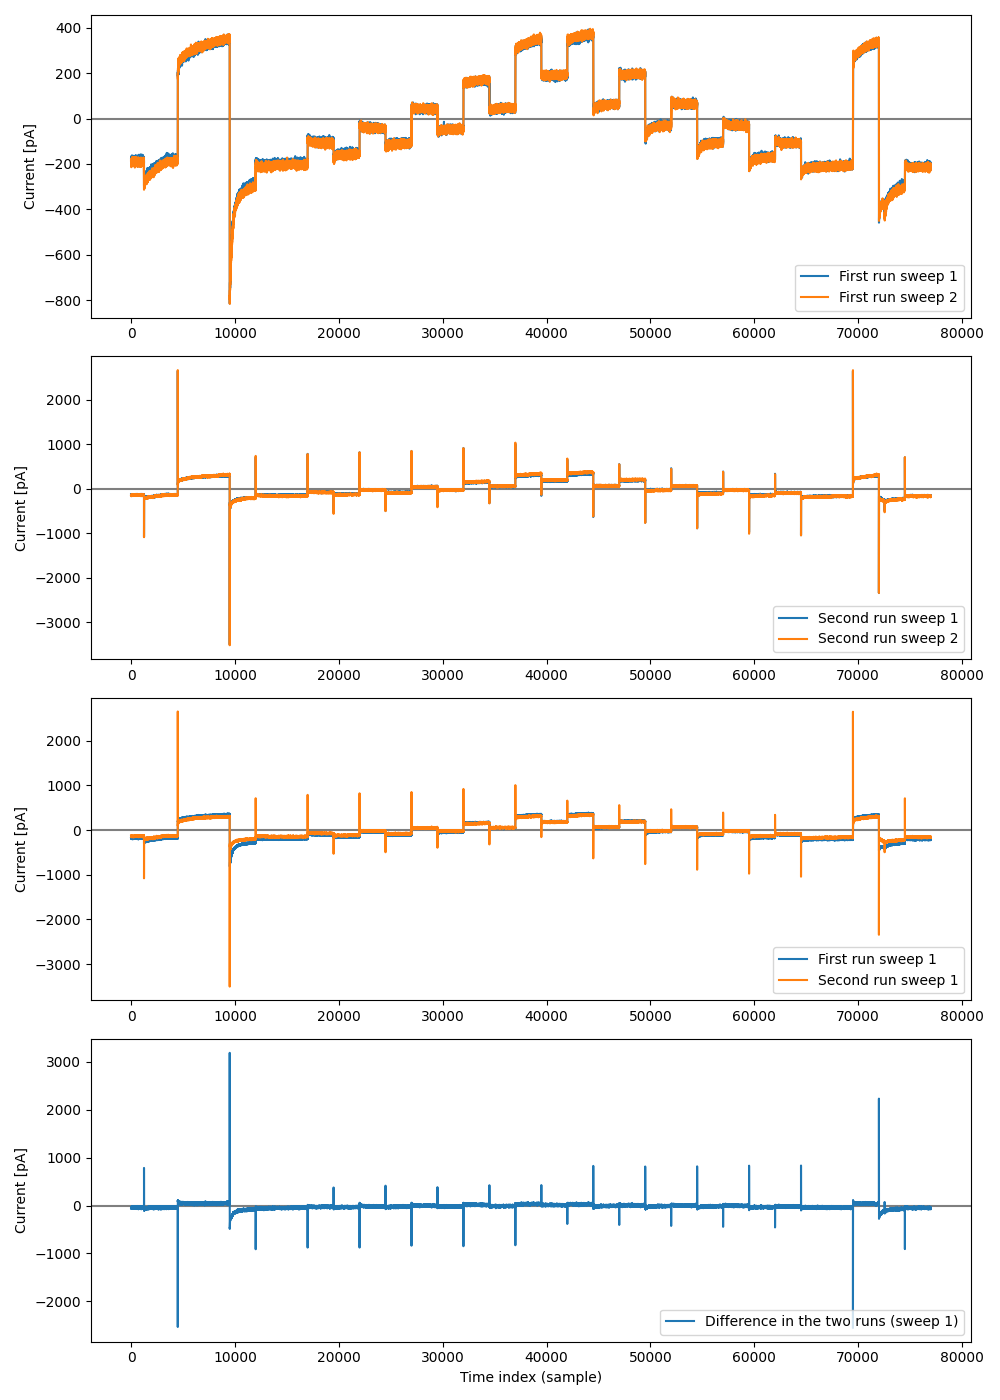 400
200
0
−200
−400
−600
−800
Current [pA]
0 10000 20000 30000 40000 50000 60000 70000 80000
First run sweep 1
First run sweep 2
2000
1000
0
−1000
−2000
−3000
Current [pA]
0 10000 20000 30000 40000 50000 60000 70000 80000
Second run sweep 1
Second run sweep 2
2000
1000
0
−1000
−2000
−3000
Current [pA]
0 10000 20000 30000 40000 50000 60000 70000 80000
First run sweep 1
Second run sweep 1
3000
2000
1000
0
−1000
−2000
Current [pA]
Difference in the two runs (sweep 1)
0 10000 20000 30000 40000 50000 60000 70000 80000
Time index (sample)